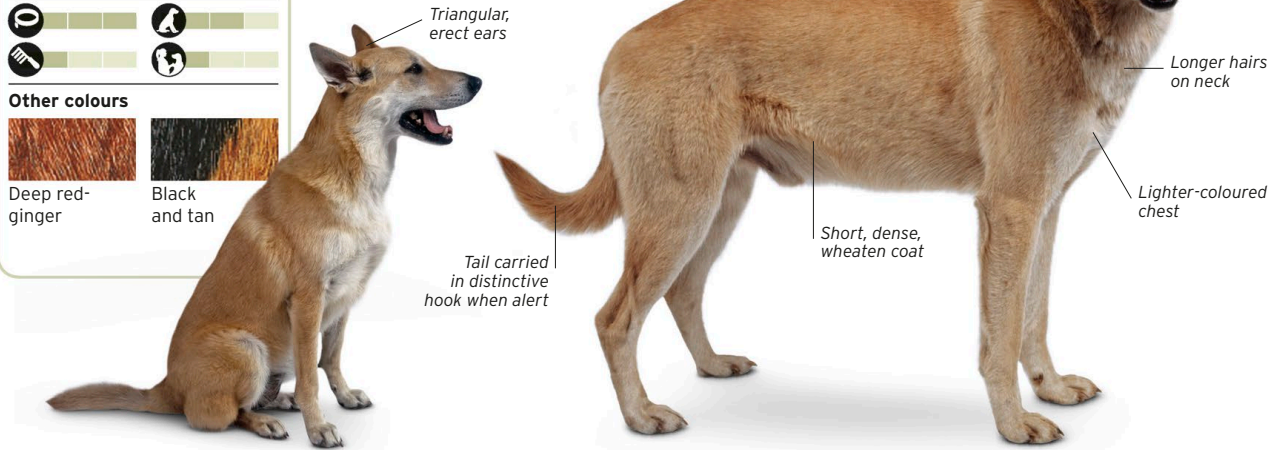 Triangular,
erect ears
Longer hairs
on neck
Other colours
Deep red-
ginger
Black
and tan
Lighter-coloured
chest
Short, dense,
wheaten coat
Tail carried
in distinctive
hook when alert